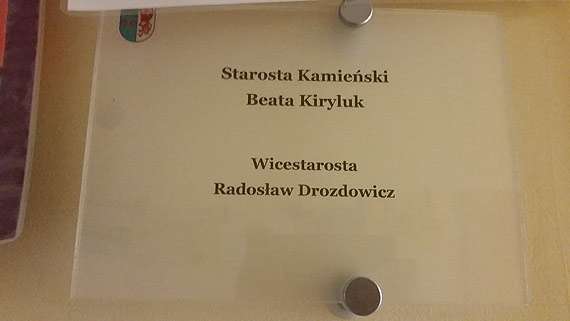 Starosta Kamieński
Beata Kiryluk
Wicestarosta
Radosław Drozdowicz